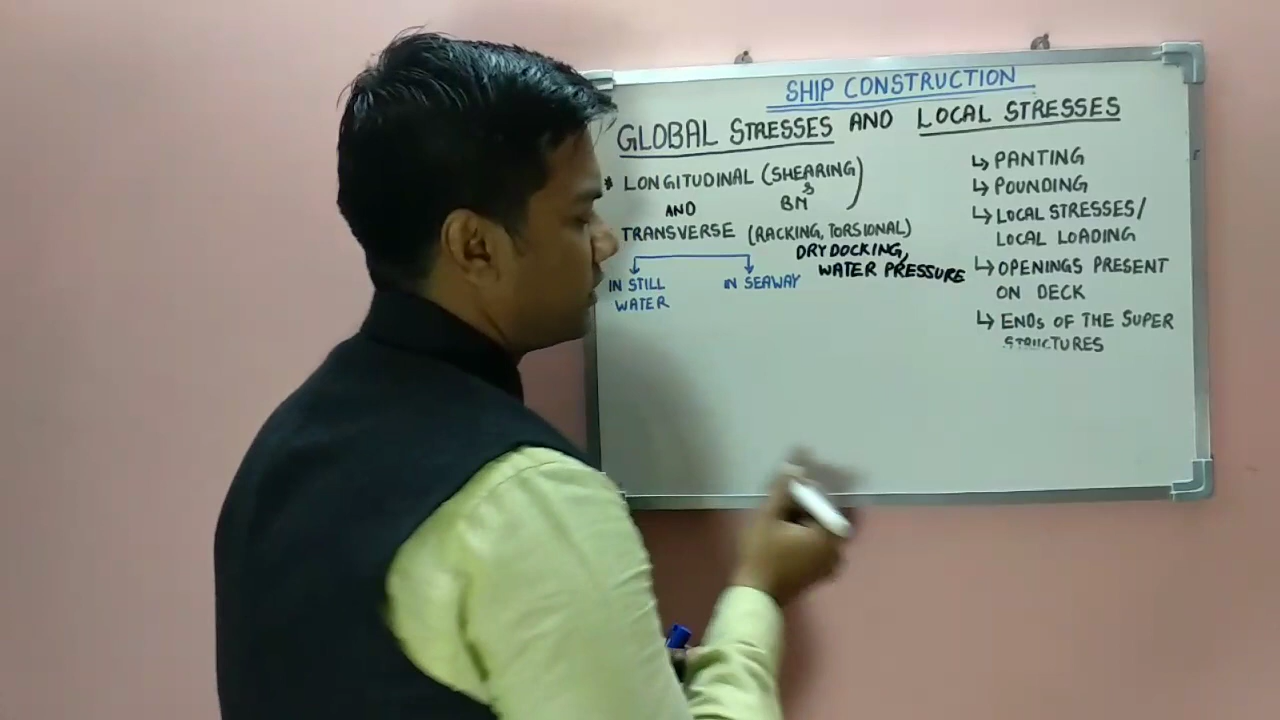 SHIP CONSTRUCTION
GLOBAL STRESSES AND LOCAL STRESSES
* LONGITUDINAL (SHEARING
&
BM )
AND
TRANSVERSE (RACKING, TORSIONAL)
DRY DOCKING,
WATER PRESSURE
IN STILL
WATER
IN SEAWAY
↳ PANTING
↳ POUNDING
↳ LOCAL STRESSES/
LOCAL LOADING
↳ OPENINGS PRESENT
ON DECK
↳ ENDs OF THE SUPER
STRUCTURES